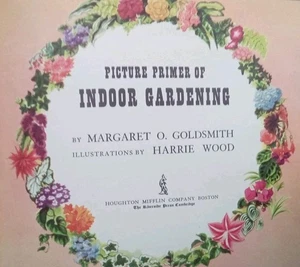 PICTURE PRIMER OF
INDOOR GARDENING
BY MARGARET O. GOLDSMITH
ILLUSTRATIONS BY HARRIE WOOD
HOUGHTON MIFFLIN COMPANY BOSTON
The Riverside Press Cambridge